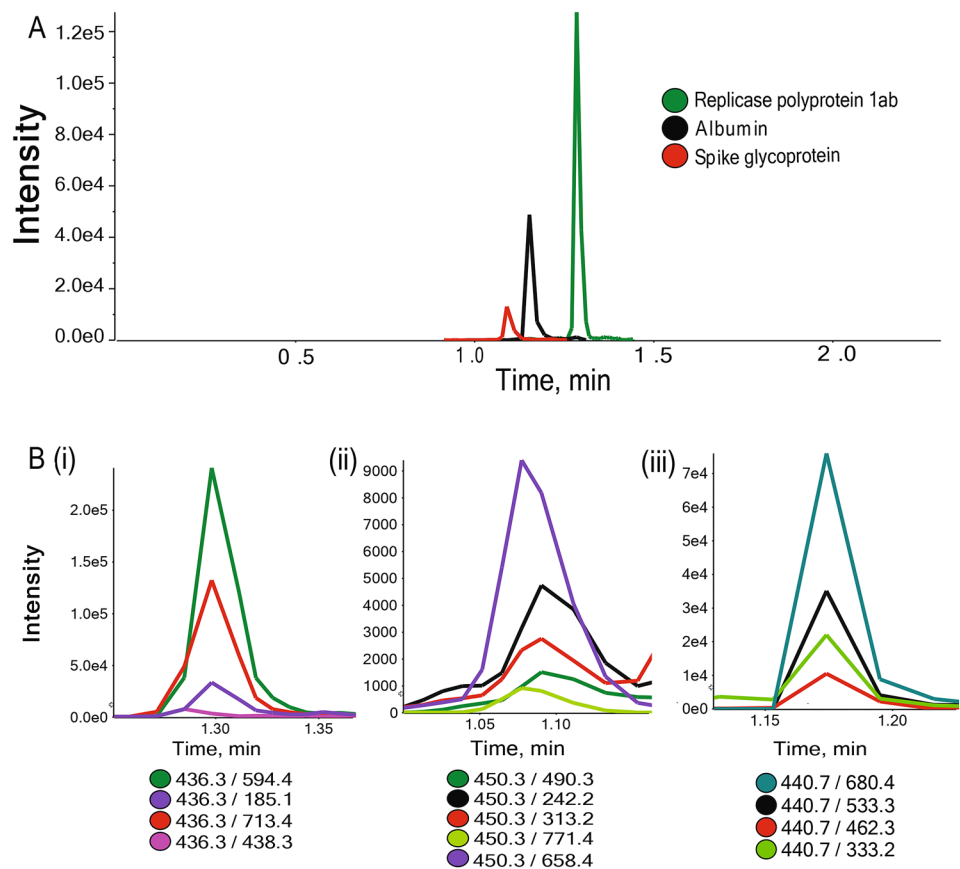 A
1.2e5
1.0e5
8.0e4
6.0e4
4.0e4
2.0e4
0.0e0
Intensity
Replicase polyprotein 1ab
Albumin
Spike glycoprotein
0.5
1.0
1.5
2.0
Time, min
B (i)
2.0e5
1.5e5
1.0e5
5.0e4
0.0e0
Intensity
1.30
1.35
Time, min
436.3 / 594.4
436.3 / 185.1
436.3 / 713.4
436.3 / 438.3
(ii)
9000
8000
7000
6000
5000
4000
3000
2000
1000
0
1.05
1.10
Time, min
450.3 / 490.3
450.3 / 242.2
450.3 / 313.2
450.3 / 771.4
450.3 / 658.4
(iii)
7e4
6e4
5e4
4e4
3e4
2e4
1e4
0e0
1.15
1.20
Time, min
440.7 / 680.4
440.7 / 533.3
440.7 / 462.3
440.7 / 333.2